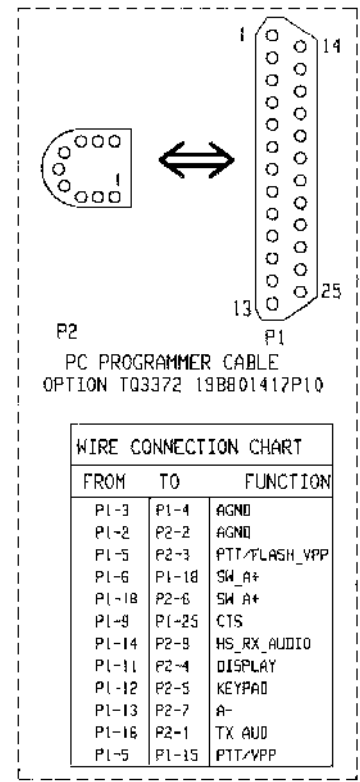 1
14
1
13
25
P2
P1
PC PROGRAMMER CABLE
OPTION TQ3372 19B801417P10
WIRE CONNECTION CHART
FROM TO FUNCTION
P1-3 P1-4 AGND
P1-2 P2-2 AGND
P1-5 P2-3 PTT/FLASH_VPP
P1-6 P1-18 SW_A+
P1-18 P2-6 SW A+
P1-9 P1-25 CTS
P1-14 P2-9 HS_RX_AUDIO
P1-11 P2-4 DISPLAY
P1-12 P2-5 KEYPAD
P1-13 P2-7 A-
P1-16 P2-1 TX AUD
P1-5 P1-15 PTT/VPP